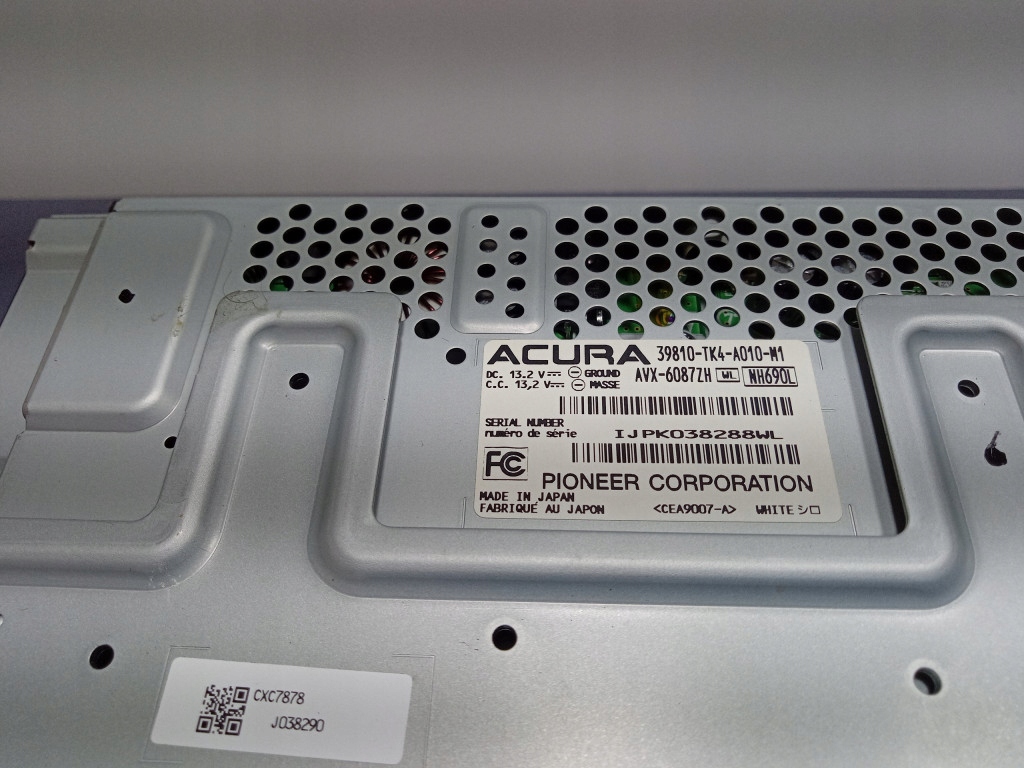 ACURA 39810-TK4-A010-M1
DC. 13.2 V GROUND AVX-6087ZH WL NH690L
C.C. 13,2 V MASSE
SERIAL NUMBER
numéro de série IJPK038288WL
FC
PIONEER CORPORATION
MADE IN JAPAN
FABRIQUÉ AU JAPON <CEA9007-A> WHITE シロ
CXC7878
J038290